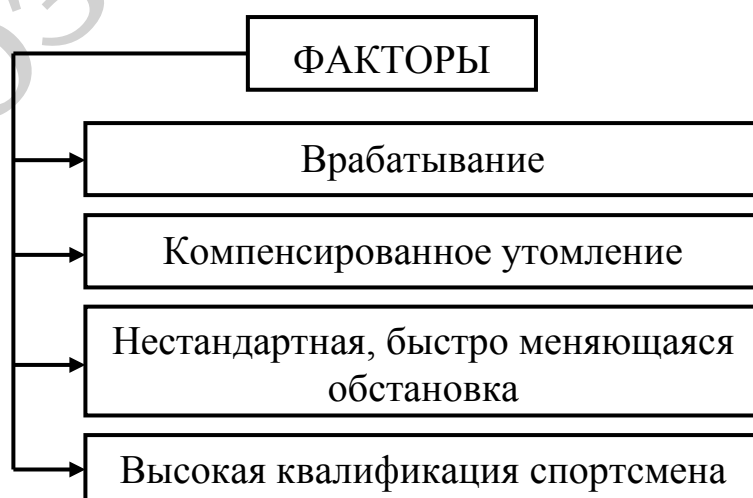 ФАКТОРЫ
Врабатывание
Компенсированное утомление
Нестандартная, быстро меняющаяся
обстановка
Высокая квалификация спортсмена